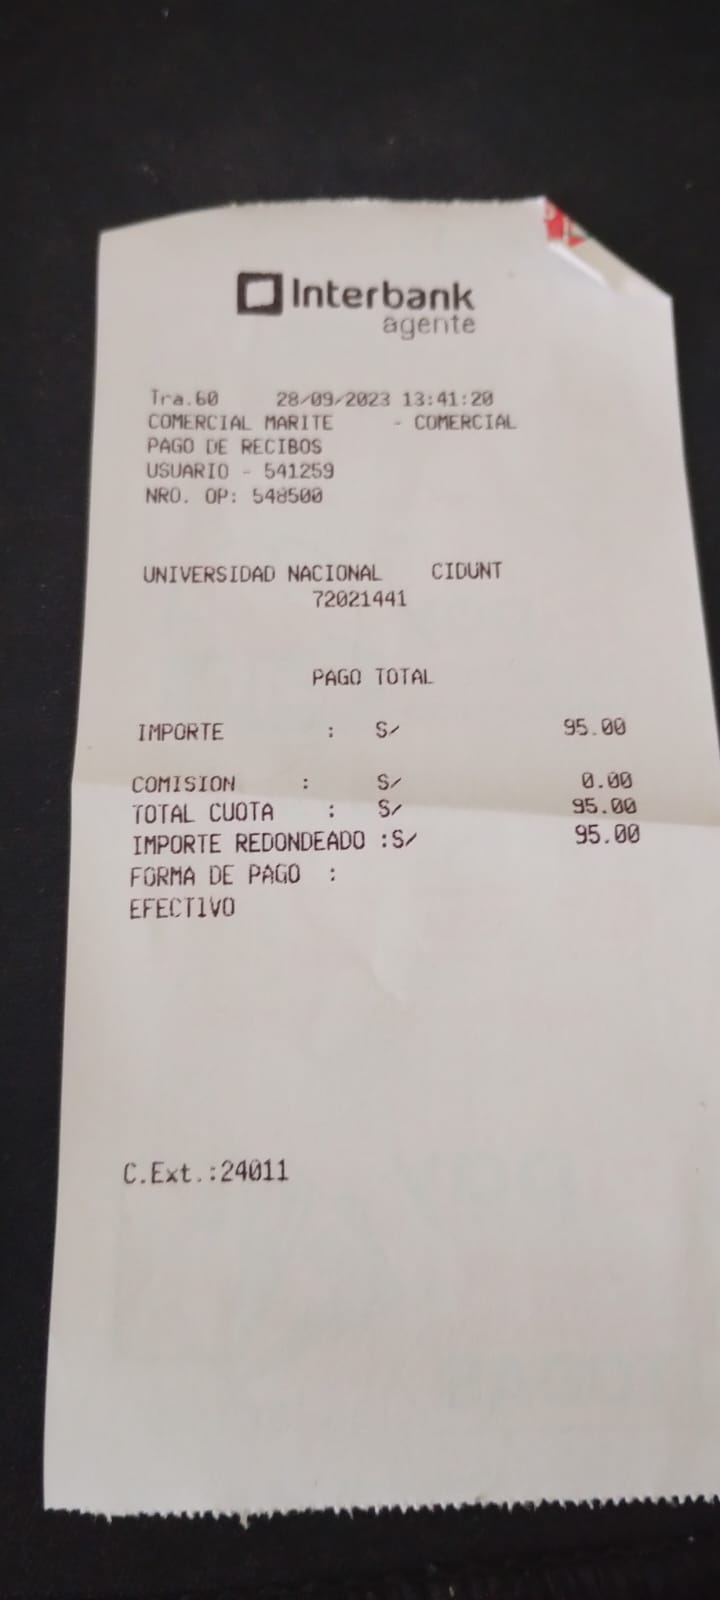 Interbank
agente
Tra.60 28/09/2023 13:41:20
COMERCIAL MARITE - COMERCIAL
PAGO DE RECIBOS
USUARIO - 541259
NRO. OP: 548500
UNIVERSIDAD NACIONAL CIDUNT
72021441
PAGO TOTAL
IMPORTE : S/ 95.00
COMISION : S/ 0.00
TOTAL CUOTA : S/ 95.00
IMPORTE REDONDEADO :S/ 95.00
FORMA DE PAGO :
EFECTIVO
C.Ext.:24011